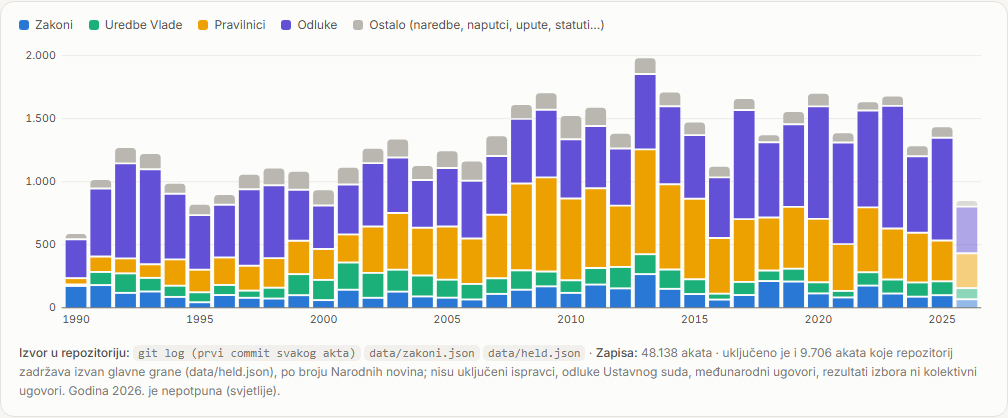 Zakoni Uredbe Vlade Pravilnici Odluke Ostalo (naredbe, naputci, upute, statuti...)
2.000
1.500
1.000
500
0
1990 1995 2000 2005 2010 2015 2020 2025
Izvor u repozitoriju: git log (prvi commit svakog akta) data/zakoni.json data/held.json · Zapisa: 48.138 akata · uključeno je i 9.706 akata koje repozitorij
zadržava izvan glavne grane (data/held.json), po broju Narodnih novina; nisu uključeni ispravci, odluke Ustavnog suda, međunarodni ugovori, rezultati izbora ni kolektivni
ugovori. Godina 2026. je nepotpuna (svjetlije).